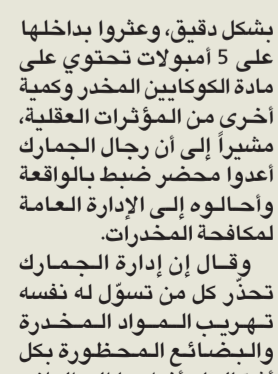 بشكل دقيق، وعثروا بداخلها
على 5 أمبولات تحتوي على
مادة الكوكايين المخدر وكمية
أخرى من المؤثرات العقلية،
مشيراً إلى أن رجال الجمارك
أعدوا محضر ضبط بالواقعة
وأحالوه إلى الإدارة العامة
لمكافحة المخدرات.
وقال إن إدارة الجمارك
تحذّر كل من تسوّل له نفسه
تهريب المواد المخدرة
والبضائع المحظورة بكل